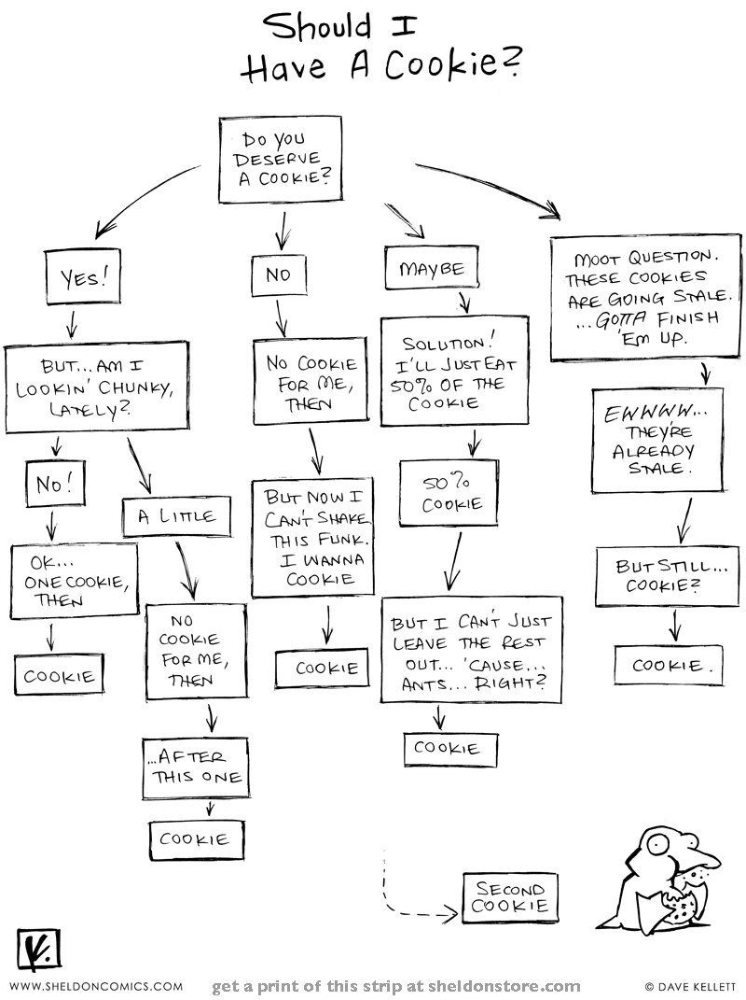 Should I
Have A Cookie?
DO YOU
DESERVE
A COOKIE?
YES!
BUT...AM I
LOOKIN' CHUNKY,
LATELY?
NO!
OK...
ONE COOKIE,
THEN
COOKIE
A LITTLE
NO
COOKIE
FOR ME,
THEN
...AFTER
THIS ONE
COOKIE
NO
NO COOKIE
FOR ME,
THEN
BUT NOW I
CAN'T SHAKE
THIS FUNK.
I WANNA
COOKIE
COOKIE
MAYBE
SOLUTION!
I'LL JUST EAT
50% OF THE
COOKIE
50%
COOKIE
BUT I CAN'T JUST
LEAVE THE REST
OUT... 'CAUSE...
ANTS... RIGHT?
COOKIE
MOOT QUESTION.
THESE COOKIES
ARE GOING STALE.
...GOTTA FINISH
'EM UP.
EWWWW...
THEY'RE
ALREADY
STALE.
BUT STILL...
COOKIE?
COOKIE.
SECOND
COOKIE
WWW.SHELDONCOMICS.COM
get a print of this strip at sheldonstore.com
© DAVE KELLETT